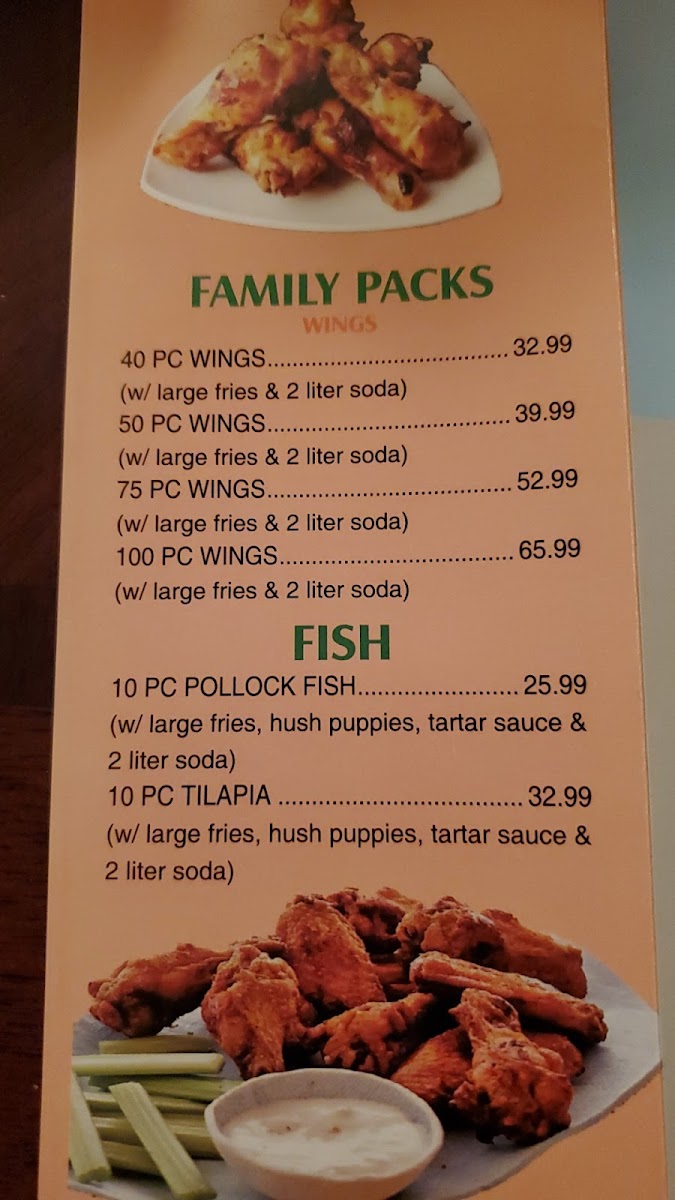 FAMILY PACKS
WINGS
40 PC WINGS.................................... 32.99
(w/ large fries & 2 liter soda)
50 PC WINGS..................................... 39.99
(w/ large fries & 2 liter soda)
75 PC WINGS..................................... 52.99
(w/ large fries & 2 liter soda)
100 PC WINGS................................... 65.99
(w/ large fries & 2 liter soda)
FISH
10 PC POLLOCK FISH........................ 25.99
(w/ large fries, hush puppies, tartar sauce &
2 liter soda)
10 PC TILAPIA .................................... 32.99
(w/ large fries, hush puppies, tartar sauce &
2 liter soda)